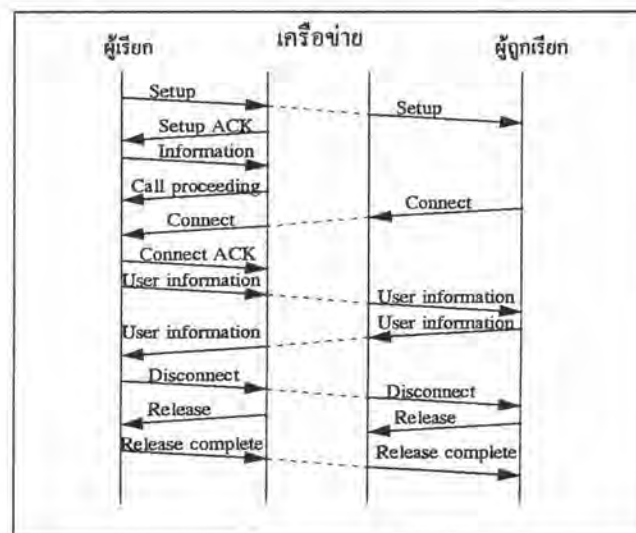 ผู้เรียก
เครือข่าย
ผู้ถูกเรียก
Setup
Setup
Setup ACK
Information
Call proceeding
Connect
Connect
Connect ACK
User information
User information
User information
User information
Disconnect
Disconnect
Release
Release
Release complete
Release complete